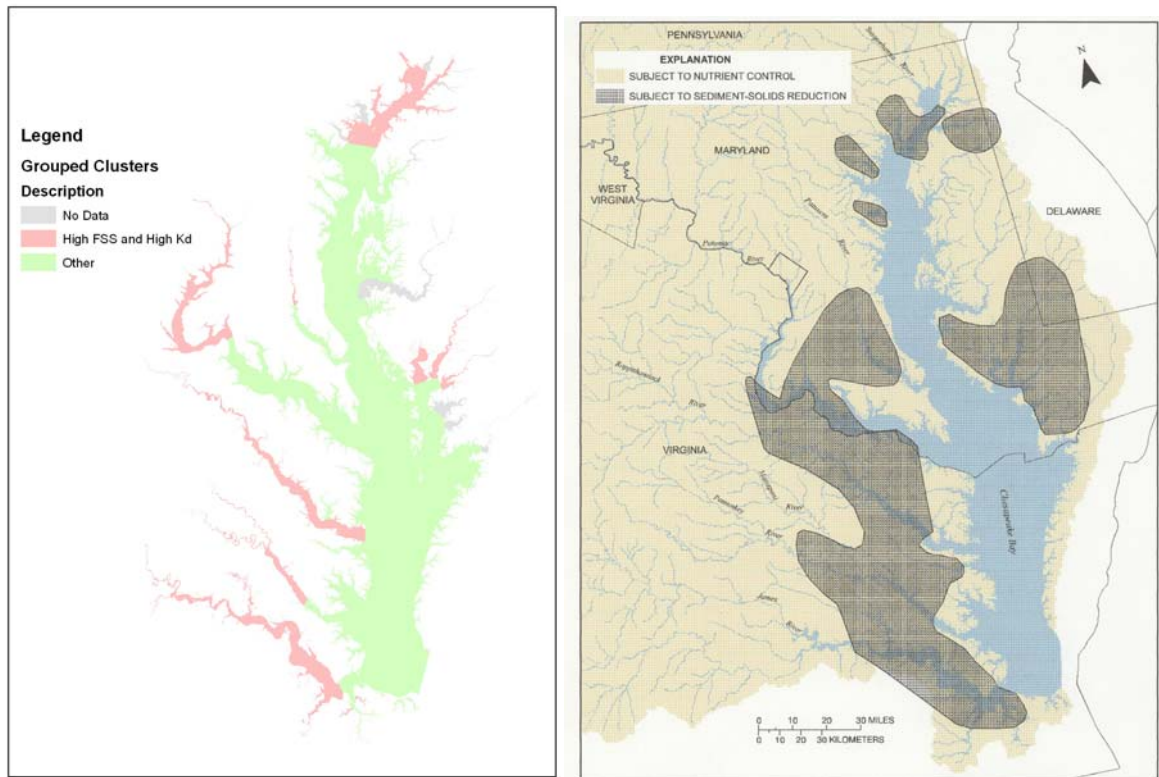 Legend
Grouped Clusters
Description
No Data
High FSS and High Kd
Other
PENNSYLVANIA
EXPLANATION
SUBJECT TO NUTRIENT CONTROL
SUBJECT TO SEDIMENT-SOLIDS REDUCTION
River
N
MARYLAND
WEST
VIRGINIA
DELAWARE
River
Potomac
River
Rappahannock
River
VIRGINIA
River
Pamunkey
River
James
River
Chesapeake Bay
0 10 20 30 MILES
0 10 20 30 KILOMETERS